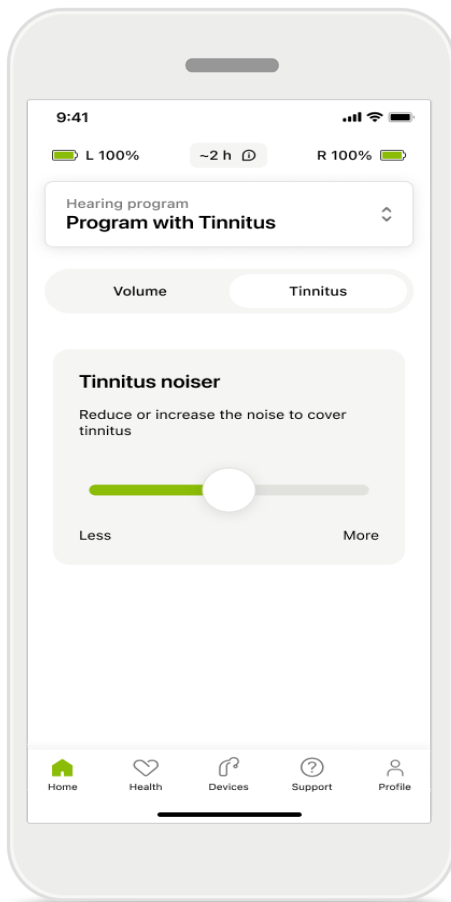 9:41
L 100%
~2 h
R 100%
Hearing program
Program with Tinnitus
Volume
Tinnitus
Tinnitus noiser
Reduce or increase the noise to cover
tinnitus
Less
More
Home
Health
Devices
Support
Profile